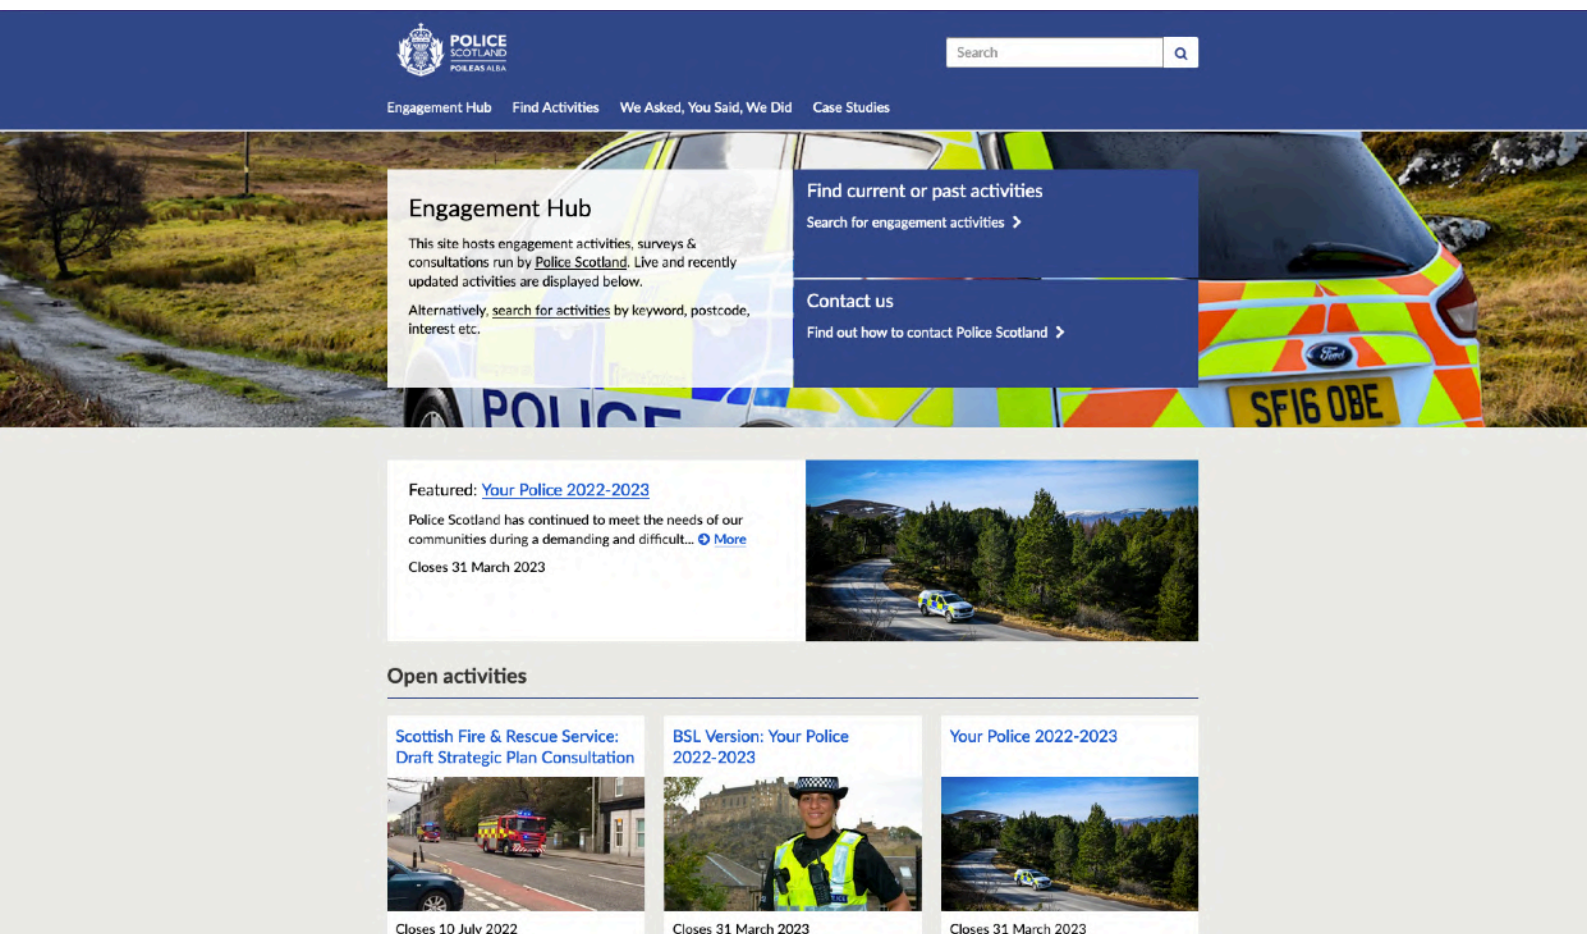 POLICE
SCOTLAND
POILEAS ALBA
Search
Engagement Hub Find Activities We Asked, You Said, We Did Case Studies
Engagement Hub
This site hosts engagement activities, surveys &
consultations run by Police Scotland. Live and recently
updated activities are displayed below.
Alternatively, search for activities by keyword, postcode,
interest etc.
Find current or past activities
Search for engagement activities
Contact us
Find out how to contact Police Scotland
Ford
POLICE
SF16 OBE
Featured: Your Police 2022-2023
Police Scotland has continued to meet the needs of our
communities during a demanding and difficult... More
Closes 31 March 2023
Open activities
Scottish Fire & Rescue Service:
Draft Strategic Plan Consultation
Closes 10 July 2022
BSL Version: Your Police
2022-2023
POLICE
Closes 31 March 2023
Your Police 2022-2023
Closes 31 March 2023